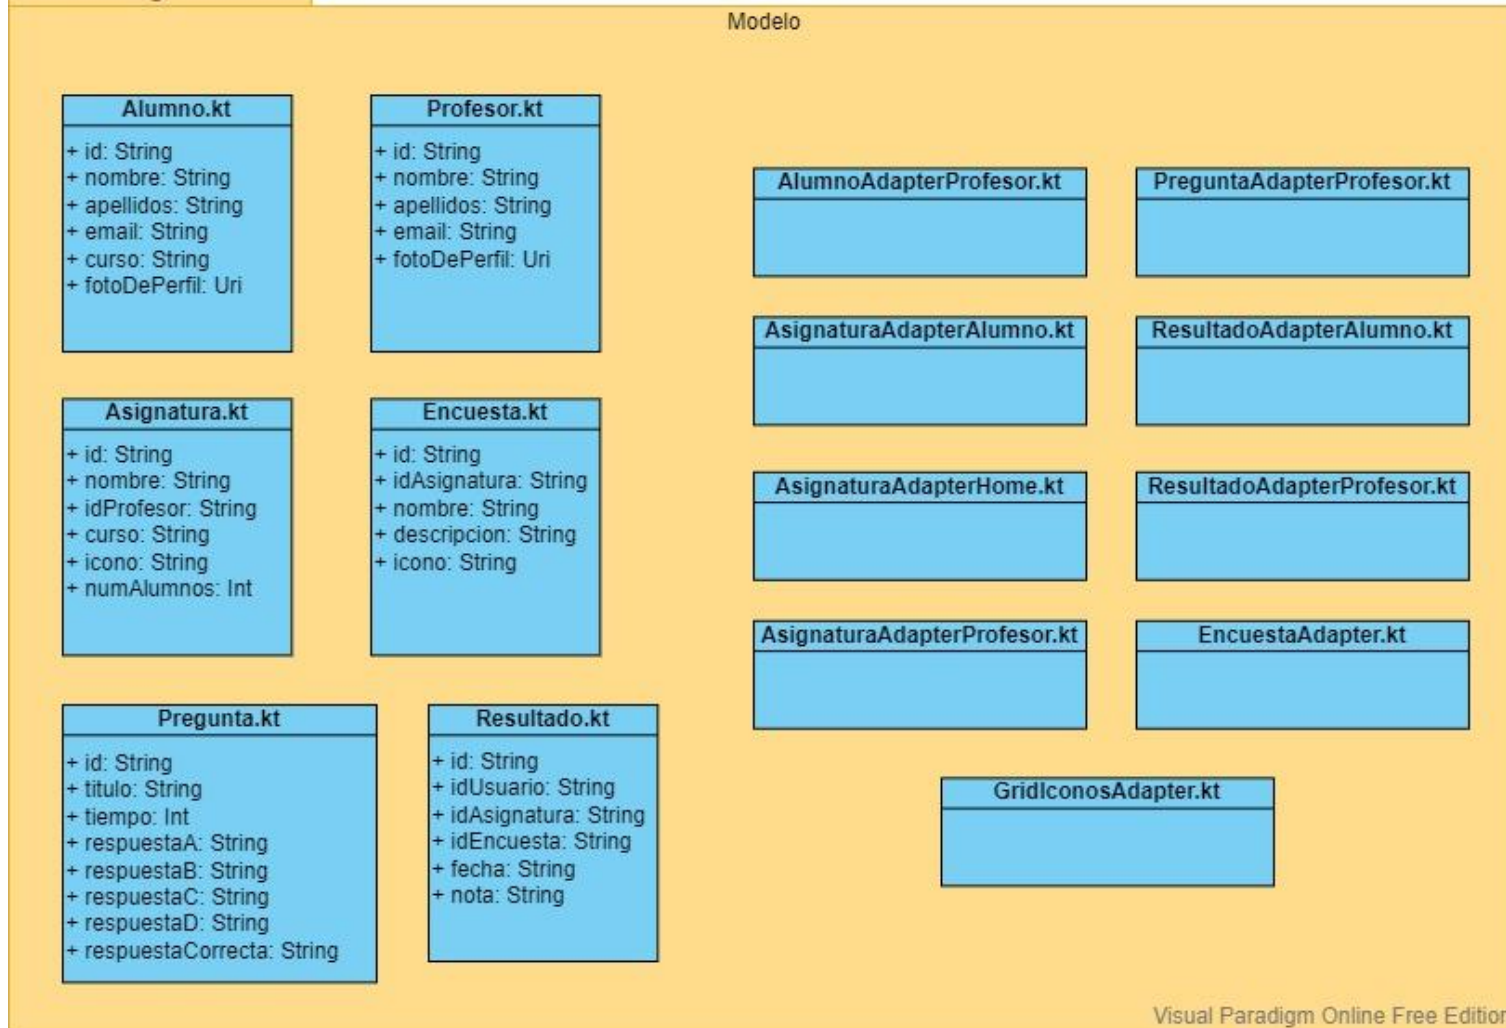 Modelo
Alumno.kt
+ id: String
+ nombre: String
+ apellidos: String
+ email: String
+ curso: String
+ fotoDePerfil: Uri
Profesor.kt
+ id: String
+ nombre: String
+ apellidos: String
+ email: String
+ fotoDePerfil: Uri
Asignatura.kt
+ id: String
+ nombre: String
+ idProfesor: String
+ curso: String
+ icono: String
+ numAlumnos: Int
Encuesta.kt
+ id: String
+ idAsignatura: String
+ nombre: String
+ descripcion: String
+ icono: String
Pregunta.kt
+ id: String
+ titulo: String
+ tiempo: Int
+ respuestaA: String
+ respuestaB: String
+ respuestaC: String
+ respuestaD: String
+ respuestaCorrecta: String
Resultado.kt
+ id: String
+ idUsuario: String
+ idAsignatura: String
+ idEncuesta: String
+ fecha: String
+ nota: String
AlumnoAdapterProfesor.kt
PreguntaAdapterProfesor.kt
AsignaturaAdapterAlumno.kt
ResultadoAdapterAlumno.kt
AsignaturaAdapterHome.kt
ResultadoAdapterProfesor.kt
AsignaturaAdapterProfesor.kt
EncuestaAdapter.kt
GridIconosAdapter.kt
Visual Paradigm Online Free Edition